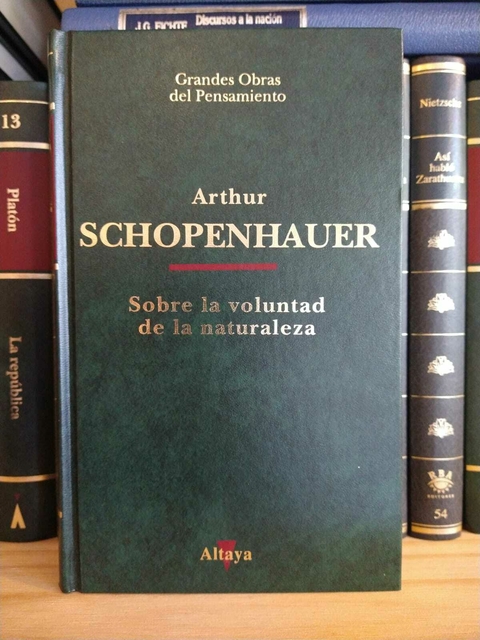 J.G. FICHTE Discursos a la nación
Grandes Obras
del Pensamiento
Arthur
SCHOPENHAUER
Sobre la voluntad
de la naturaleza
Altaya
13
Platón
La república
Nietzsche
Así
habló
Zarathustra
RBA
EDITORES
54